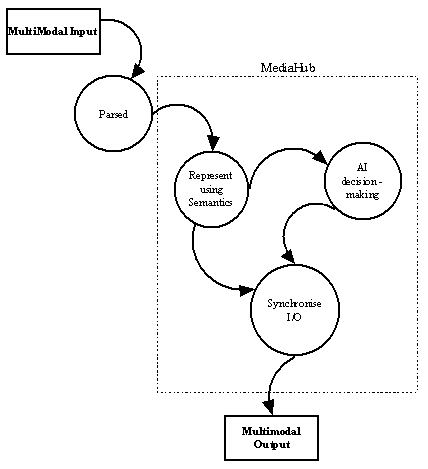 MultiModal Input
MediaHub
Parsed
Represent
using
Semantics
AI
decision -
making
Synchronise
I/O
Multimodal
Output